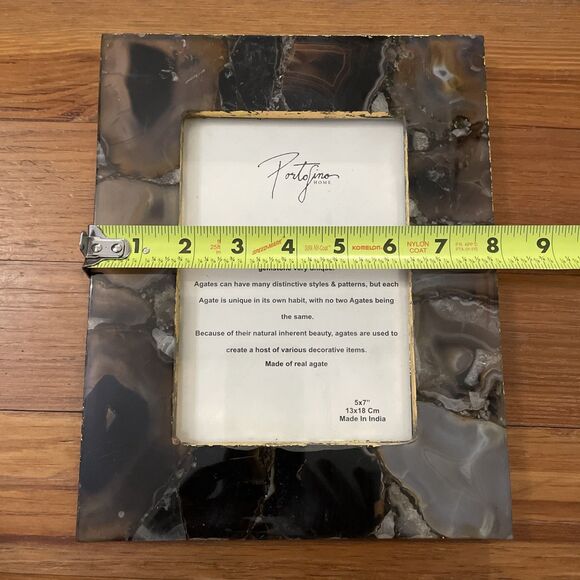 Portofino
HOME
1 2 3 4 5 6 7 8 9
KOMELON
NYLON
COAT
Agates can have many distinctive styles & patterns, but each
Agate is unique in its own habit, with no two Agates being
the same.
Because of their natural inherent beauty, agates are used to
create a host of various decorative items.
Made of real agate
5x7"
13x18 Cm
Made In India